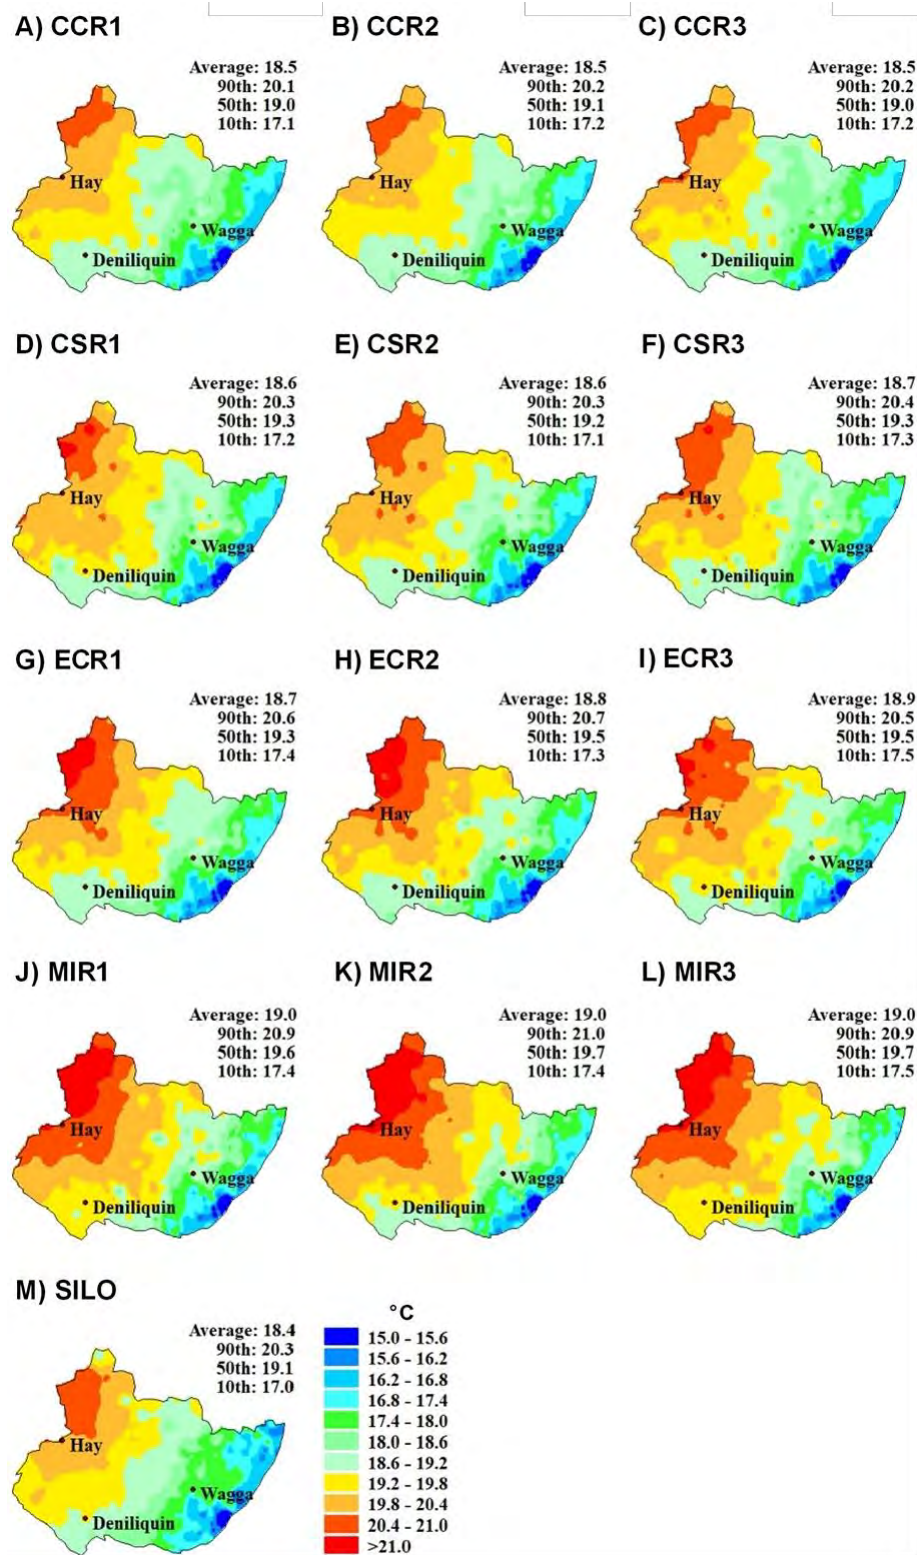 A) CCR1
Average: 18.5
90th: 20.1
50th: 19.0
10th: 17.1
Hay
Wagga
Deniliquin
B) CCR2
Average: 18.5
90th: 20.2
50th: 19.1
10th: 17.2
Hay
Wagga
Deniliquin
C) CCR3
Average: 18.5
90th: 20.2
50th: 19.0
10th: 17.2
Hay
Wagga
Deniliquin
D) CSR1
Average: 18.6
90th: 20.3
50th: 19.3
10th: 17.2
Hay
Wagga
Deniliquin
E) CSR2
Average: 18.6
90th: 20.3
50th: 19.2
10th: 17.1
Hay
Wagga
Deniliquin
F) CSR3
Average: 18.7
90th: 20.4
50th: 19.3
10th: 17.3
Hay
Wagga
Deniliquin
G) ECR1
Average: 18.7
90th: 20.6
50th: 19.3
10th: 17.4
Hay
Wagga
Deniliquin
H) ECR2
Average: 18.8
90th: 20.7
50th: 19.5
10th: 17.3
Hay
Wagga
Deniliquin
I) ECR3
Average: 18.9
90th: 20.5
50th: 19.5
10th: 17.5
Hay
Wagga
Deniliquin
J) MIR1
Average: 19.0
90th: 20.9
50th: 19.6
10th: 17.4
Hay
Wagga
Deniliquin
K) MIR2
Average: 19.0
90th: 21.0
50th: 19.7
10th: 17.4
Hay
Wagga
Deniliquin
L) MIR3
Average: 19.0
90th: 20.9
50th: 19.7
10th: 17.5
Hay
Wagga
Deniliquin
M) SILO
Average: 18.4
90th: 20.3
50th: 19.1
10th: 17.0
Hay
Wagga
Deniliquin
°C
15.0 - 15.6
15.6 - 16.2
16.2 - 16.8
16.8 - 17.4
17.4 - 18.0
18.0 - 18.6
18.6 - 19.2
19.2 - 19.8
19.8 - 20.4
20.4 - 21.0
>21.0